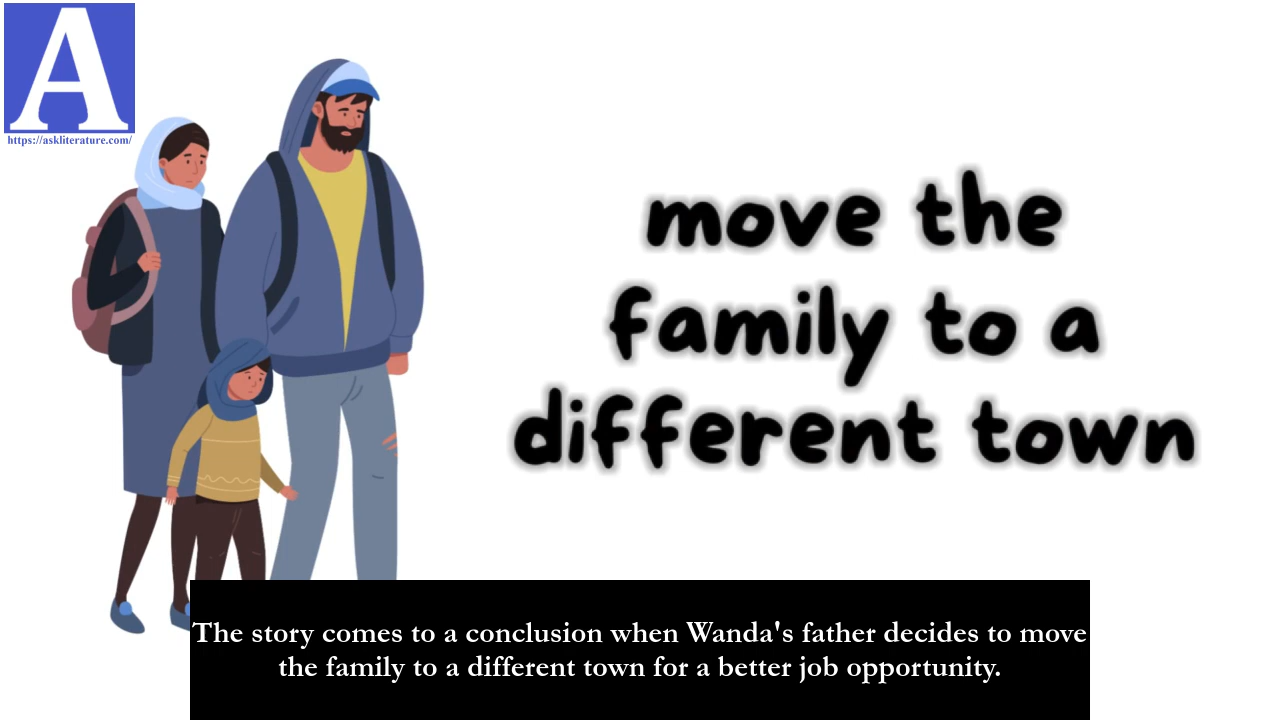 A
https://askliterature.com/
move the
family to a
different town
The story comes to a conclusion when Wanda's father decides to move
the family to a different town for a better job opportunity.